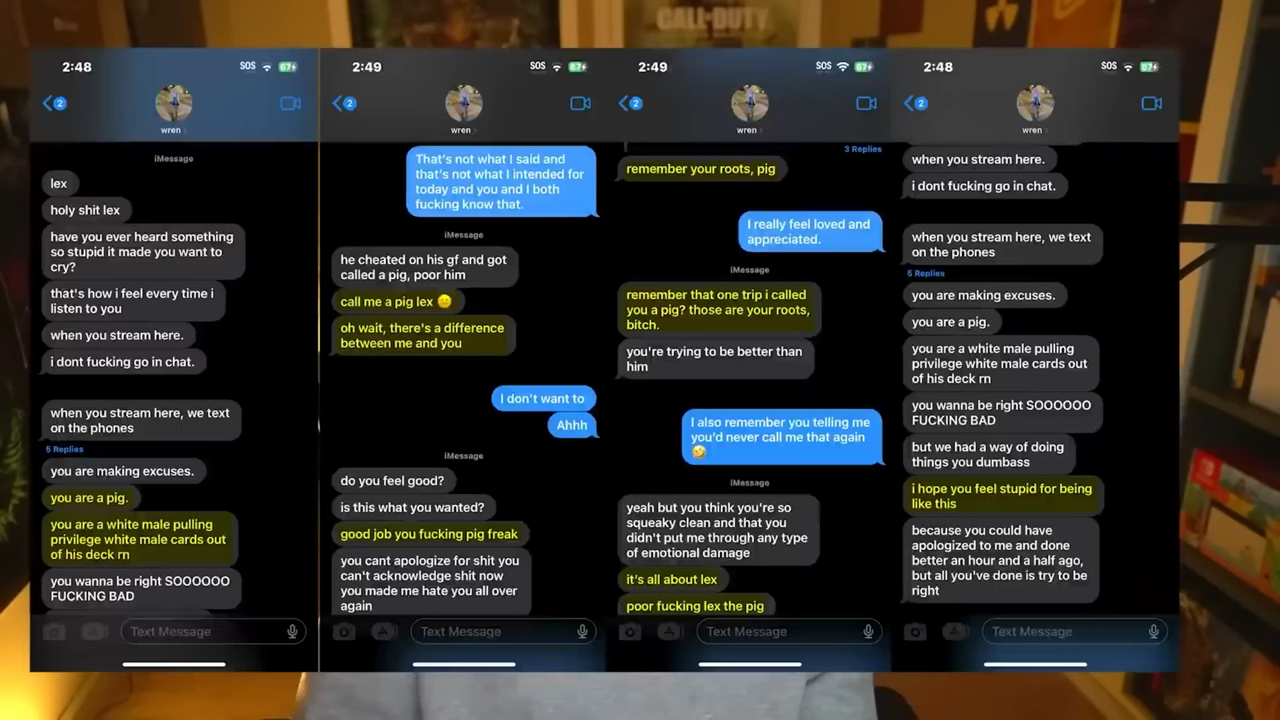 CALL-DUTY
2:48
SOS
67
2
wren
iMessage
lex
holy shit lex
have you ever heard something
so stupid it made you want to
cry?
that's how i feel every time i
listen to you
when you stream here.
i dont fucking go in chat.
when you stream here, we text
on the phones
5 Replies
you are making excuses.
you are a pig.
you are a white male pulling
privilege white male cards out
of his deck rn
you wanna be right SOOOOOO
FUCKING BAD
Text Message
2:49
SOS
67
2
wren
That's not what I said and
that's not what I intended for
today and you and I both
fucking know that.
iMessage
he cheated on his gf and got
called a pig, poor him
call me a pig lex 😐
oh wait, there's a difference
between me and you
I don't want to
Ahhh
iMessage
do you feel good?
is this what you wanted?
good job you fucking pig freak
you cant apologize for shit you
can't acknowledge shit now
you made me hate you all over
again
Text Message
2:49
SOS
67
2
wren
3 Replies
remember your roots, pig
I really feel loved and
appreciated.
iMessage
remember that one trip i called
you a pig? those are your roots,
bitch.
you're trying to be better than
him
I also remember you telling me
you'd never call me that again
🤣
iMessage
yeah but you think you're so
squeaky clean and that you
didn't put me through any type
of emotional damage
it's all about lex
poor fucking lex the pig
Text Message
2:48
SOS
67
2
wren
when you stream here.
i dont fucking go in chat.
when you stream here, we text
on the phones
5 Replies
you are making excuses.
you are a pig.
you are a white male pulling
privilege white male cards out
of his deck rn
you wanna be right SOOOOOO
FUCKING BAD
but we had a way of doing
things you dumbass
i hope you feel stupid for being
like this
because you could have
apologized to me and done
better an hour and a half ago,
but all you've done is try to be
right
Text Message